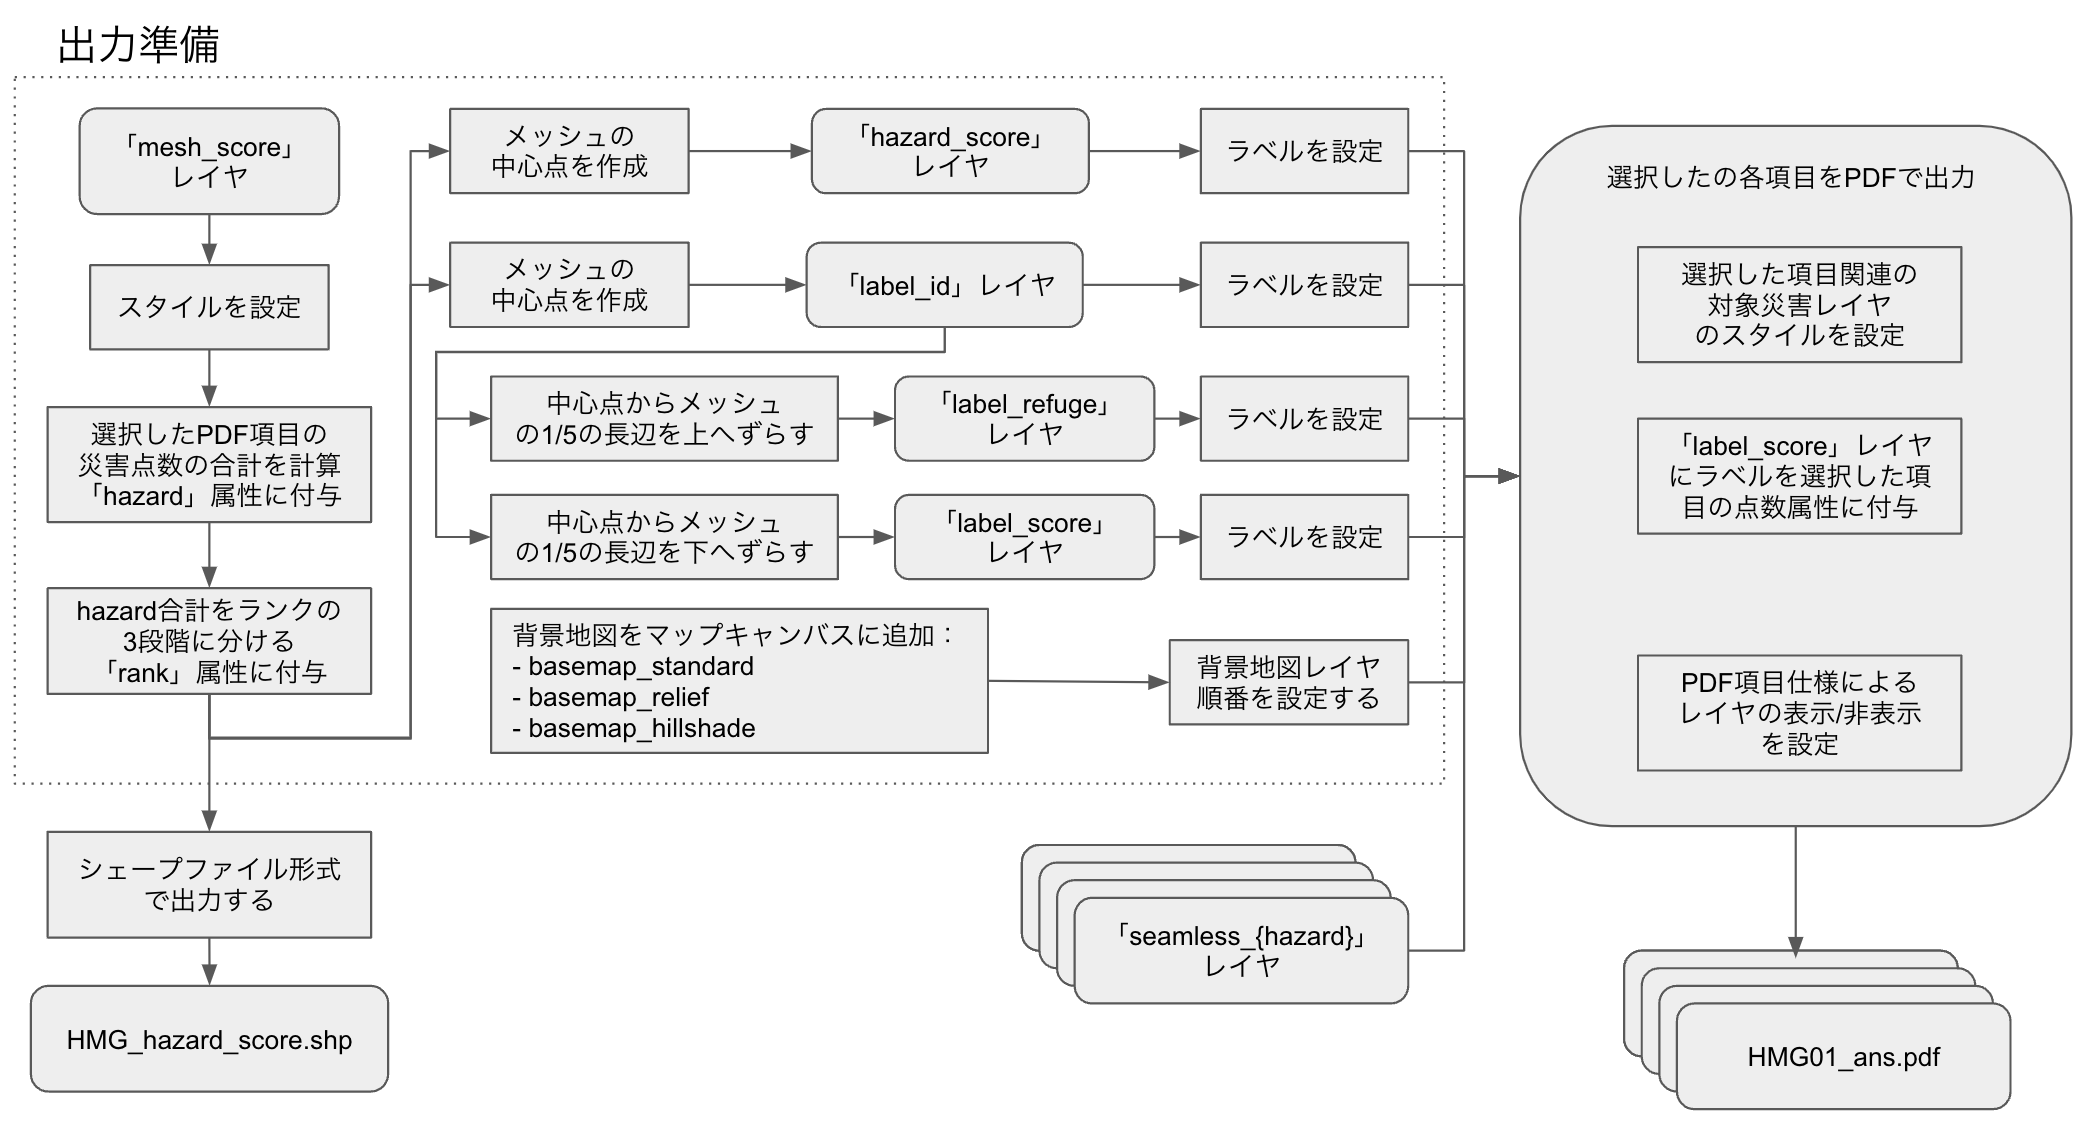 出力準備
「mesh_score」
レイヤ
スタイルを設定
選択したPDF項目の
災害点数の合計を計算
「hazard」属性に付与
hazard合計をランクの
3段階に分ける
「rank」属性に付与
シェープファイル形式
で出力する
HMG_hazard_score.shp
メッシュの
中心点を作成
「hazard_score」
レイヤ
ラベルを設定
メッシュの
中心点を作成
「label_id」レイヤ
ラベルを設定
中心点からメッシュ
の1/5の長辺を上へずらす
「label_refuge」
レイヤ
ラベルを設定
中心点からメッシュ
の1/5の長辺を下へずらす
「label_score」
レイヤ
ラベルを設定
背景地図をマップキャンバスに追加：
- basemap_standard
- basemap_relief
- basemap_hillshade
背景地図レイヤ
順番を設定する
「seamless_{hazard}」
レイヤ
選択したの各項目をPDFで出力
選択した項目関連の
対象災害レイヤ
のスタイルを設定
「label_score」レイヤ
にラベルを選択した項
目の点数属性に付与
PDF項目仕様による
レイヤの表示/非表示
を設定
HMG01_ans.pdf